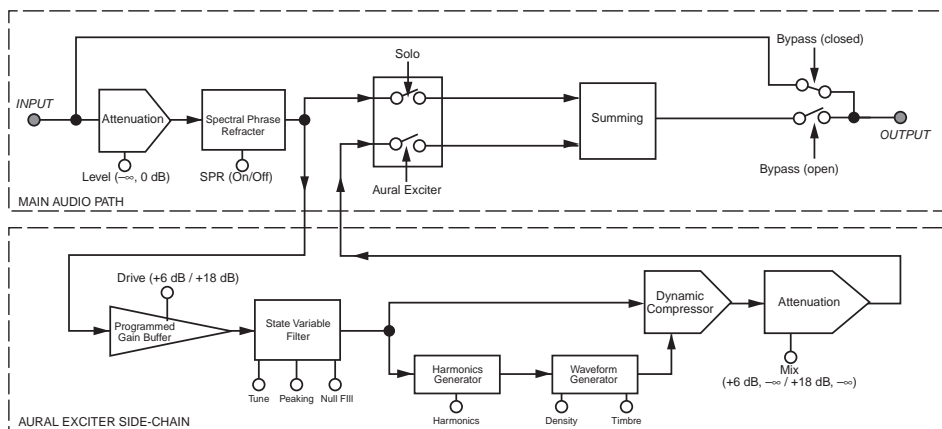 Solo
Bypass (closed)
INPUT
Attenuation
Spectral Phrase
Refracter
Summing
OUTPUT
Level (–∞, 0 dB)
SPR (On/Off)
Aural Exciter
Bypass
(open)
MAIN AUDIO PATH
Drive (+6 dB / +18 dB)
Programmed
Gain Buffer
State Variable
Filter
Dynamic
Compressor
Attenuation
Harmonics
Generator
Waveform
Generator
Mix
(+6 dB, –∞ / +18 dB, –∞)
Tune
Peaking
Null FIll
Harmonics
Density
Timbre
AURAL EXCITER SIDE-CHAIN